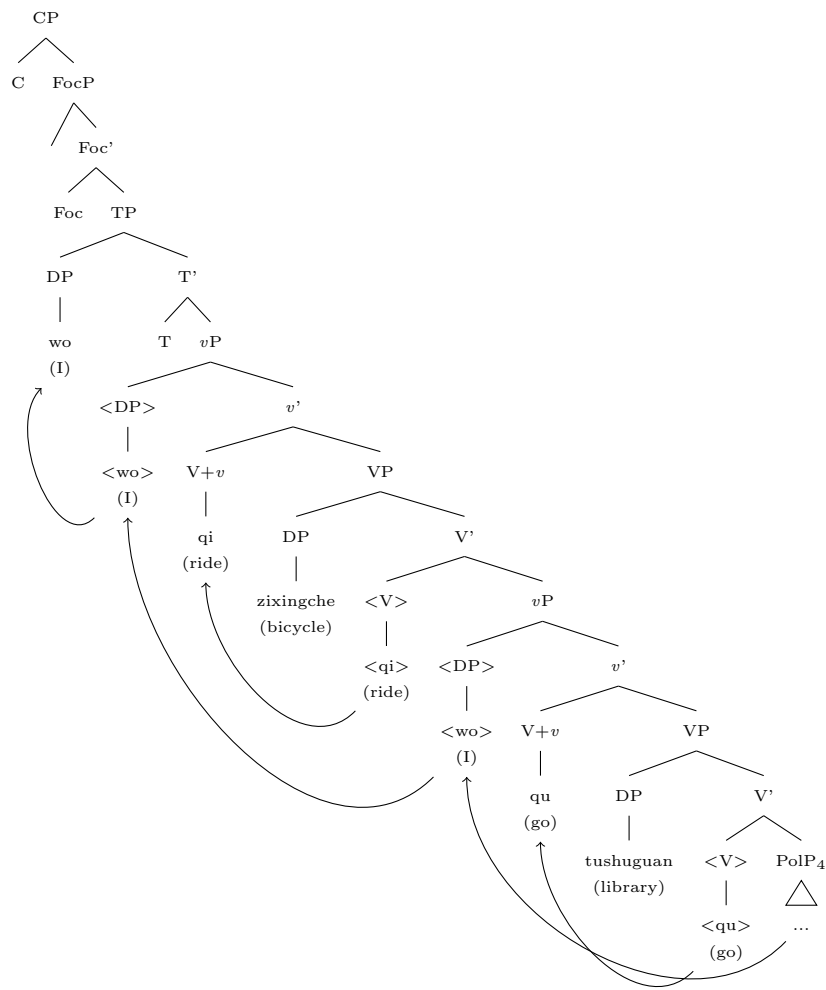 CP
C FocP
Foc'
Foc TP
DP T'
wo T vP
(I)
<DP> v'
<wo> V+v VP
(I)
qi DP V'
(ride)
zixingche <V> vP
(bicycle)
<qi> <DP> v'
(ride)
<wo> V+v VP
(I)
qu DP V'
(go)
tushuguan <V> PolP4
(library)
<qu> ...
(go)